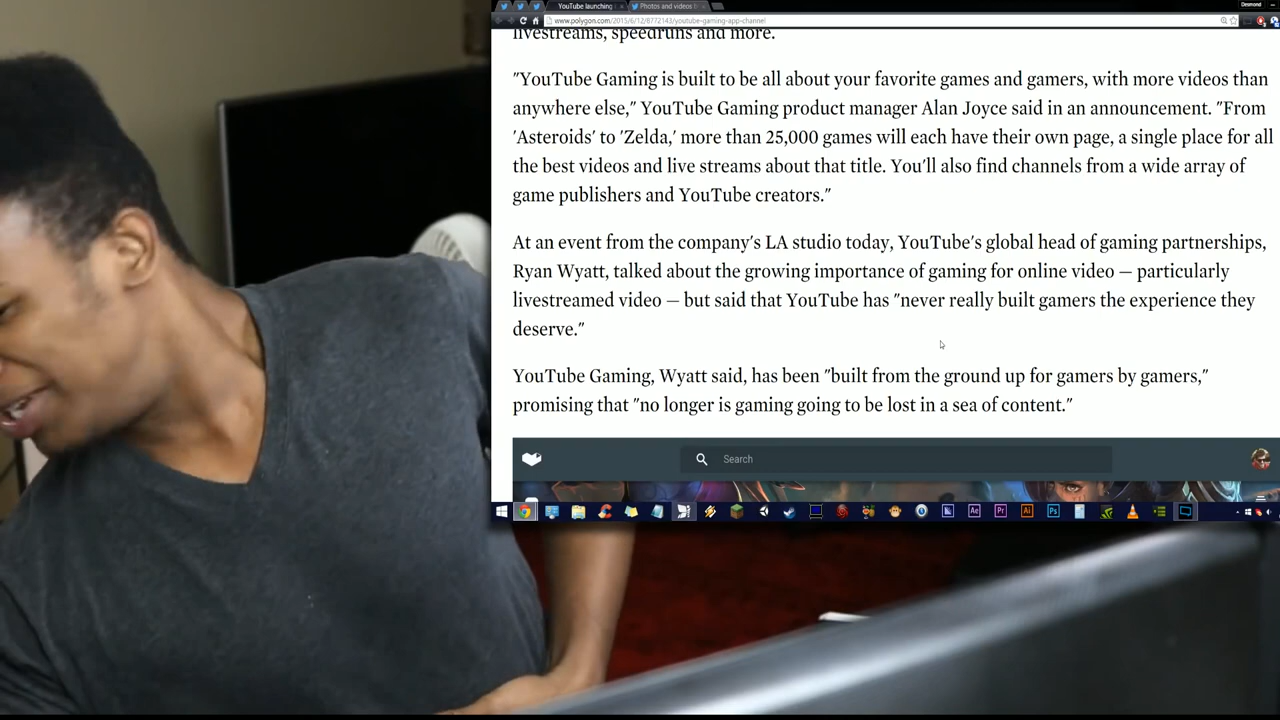 YouTube launching
Photos and videos b
Desmond
www.polygon.com/2015/6/12/8772143/youtube-gaming-app-channel
livestreams, speedruns and more.
"YouTube Gaming is built to be all about your favorite games and gamers, with more videos than
anywhere else," YouTube Gaming product manager Alan Joyce said in an announcement. "From
'Asteroids' to 'Zelda,' more than 25,000 games will each have their own page, a single place for all
the best videos and live streams about that title. You'll also find channels from a wide array of
game publishers and YouTube creators."
At an event from the company's LA studio today, YouTube's global head of gaming partnerships,
Ryan Wyatt, talked about the growing importance of gaming for online video — particularly
livestreamed video — but said that YouTube has "never really built gamers the experience they
deserve."
YouTube Gaming, Wyatt said, has been "built from the ground up for gamers by gamers,"
promising that "no longer is gaming going to be lost in a sea of content."
Search
Ae Pr Ai Ps